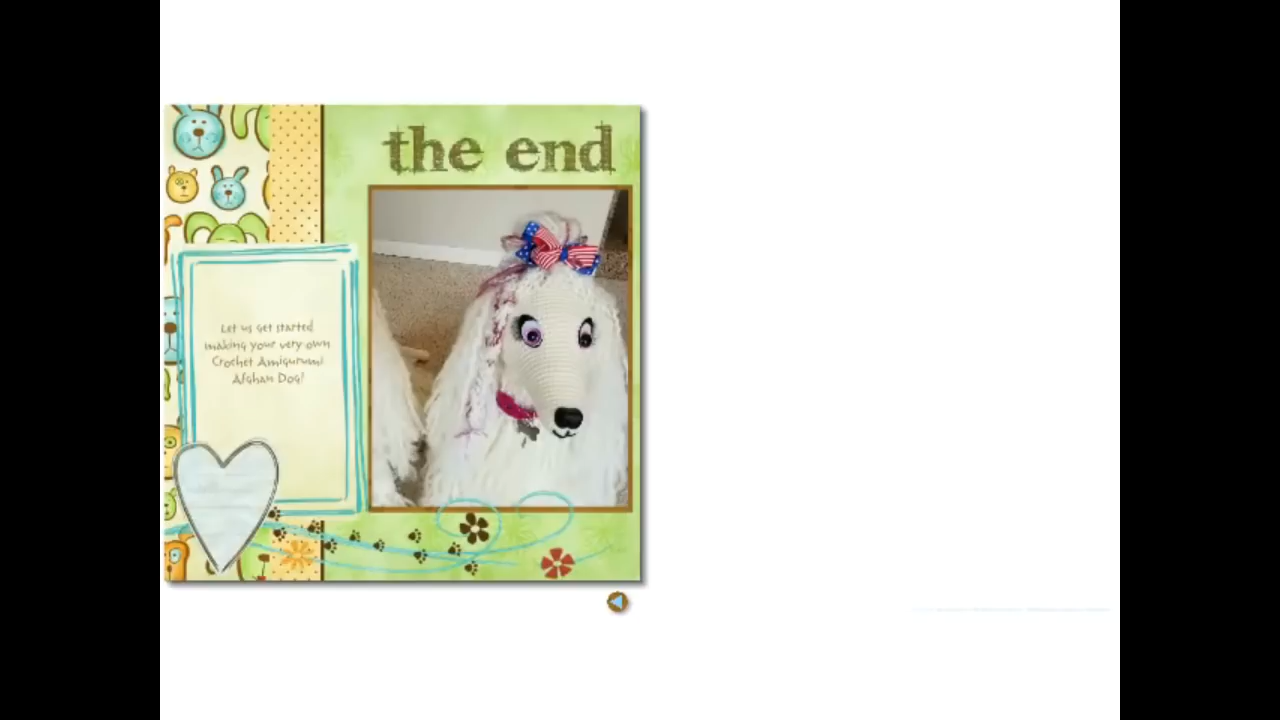 the end
Let us get started
making your very own
Crochet Amigurumi
Afghan Dog!